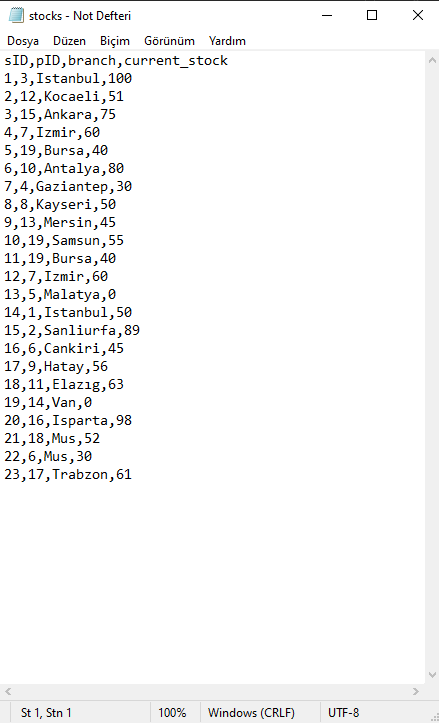 stocks - Not Defteri
Dosya Düzen Biçim Görünüm Yardım
sID,pID,branch,current_stock
1,3,Istanbul,100
2,12,Kocaeli,51
3,15,Ankara,75
4,7,Izmir,60
5,19,Bursa,40
6,10,Antalya,80
7,4,Gaziantep,30
8,8,Kayseri,50
9,13,Mersin,45
10,19,Samsun,55
11,19,Bursa,40
12,7,Izmir,60
13,5,Malatya,0
14,1,Istanbul,50
15,2,Sanliurfa,89
16,6,Cankiri,45
17,9,Hatay,56
18,11,Elazıg,63
19,14,Van,0
20,16,Isparta,98
21,18,Mus,52
22,6,Mus,30
23,17,Trabzon,61
St 1, Stn 1 100% Windows (CRLF) UTF-8